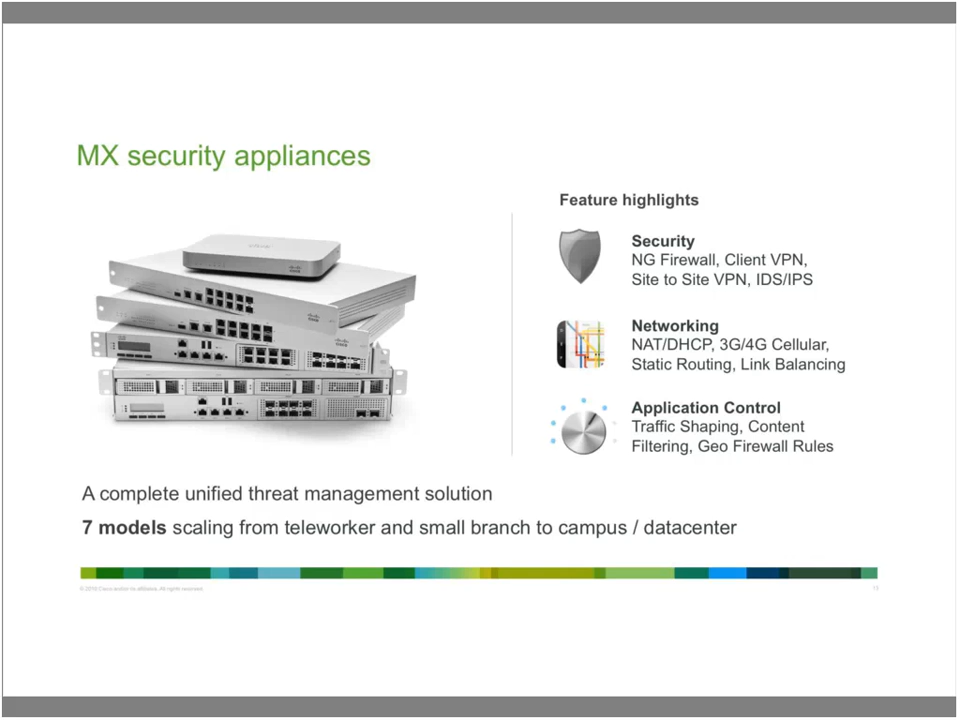 MX security appliances
Feature highlights
Security
NG Firewall, Client VPN,
Site to Site VPN, IDS/IPS
Networking
NAT/DHCP, 3G/4G Cellular,
Static Routing, Link Balancing
Application Control
Traffic Shaping, Content
Filtering, Geo Firewall Rules
A complete unified threat management solution
7 models scaling from teleworker and small branch to campus / datacenter